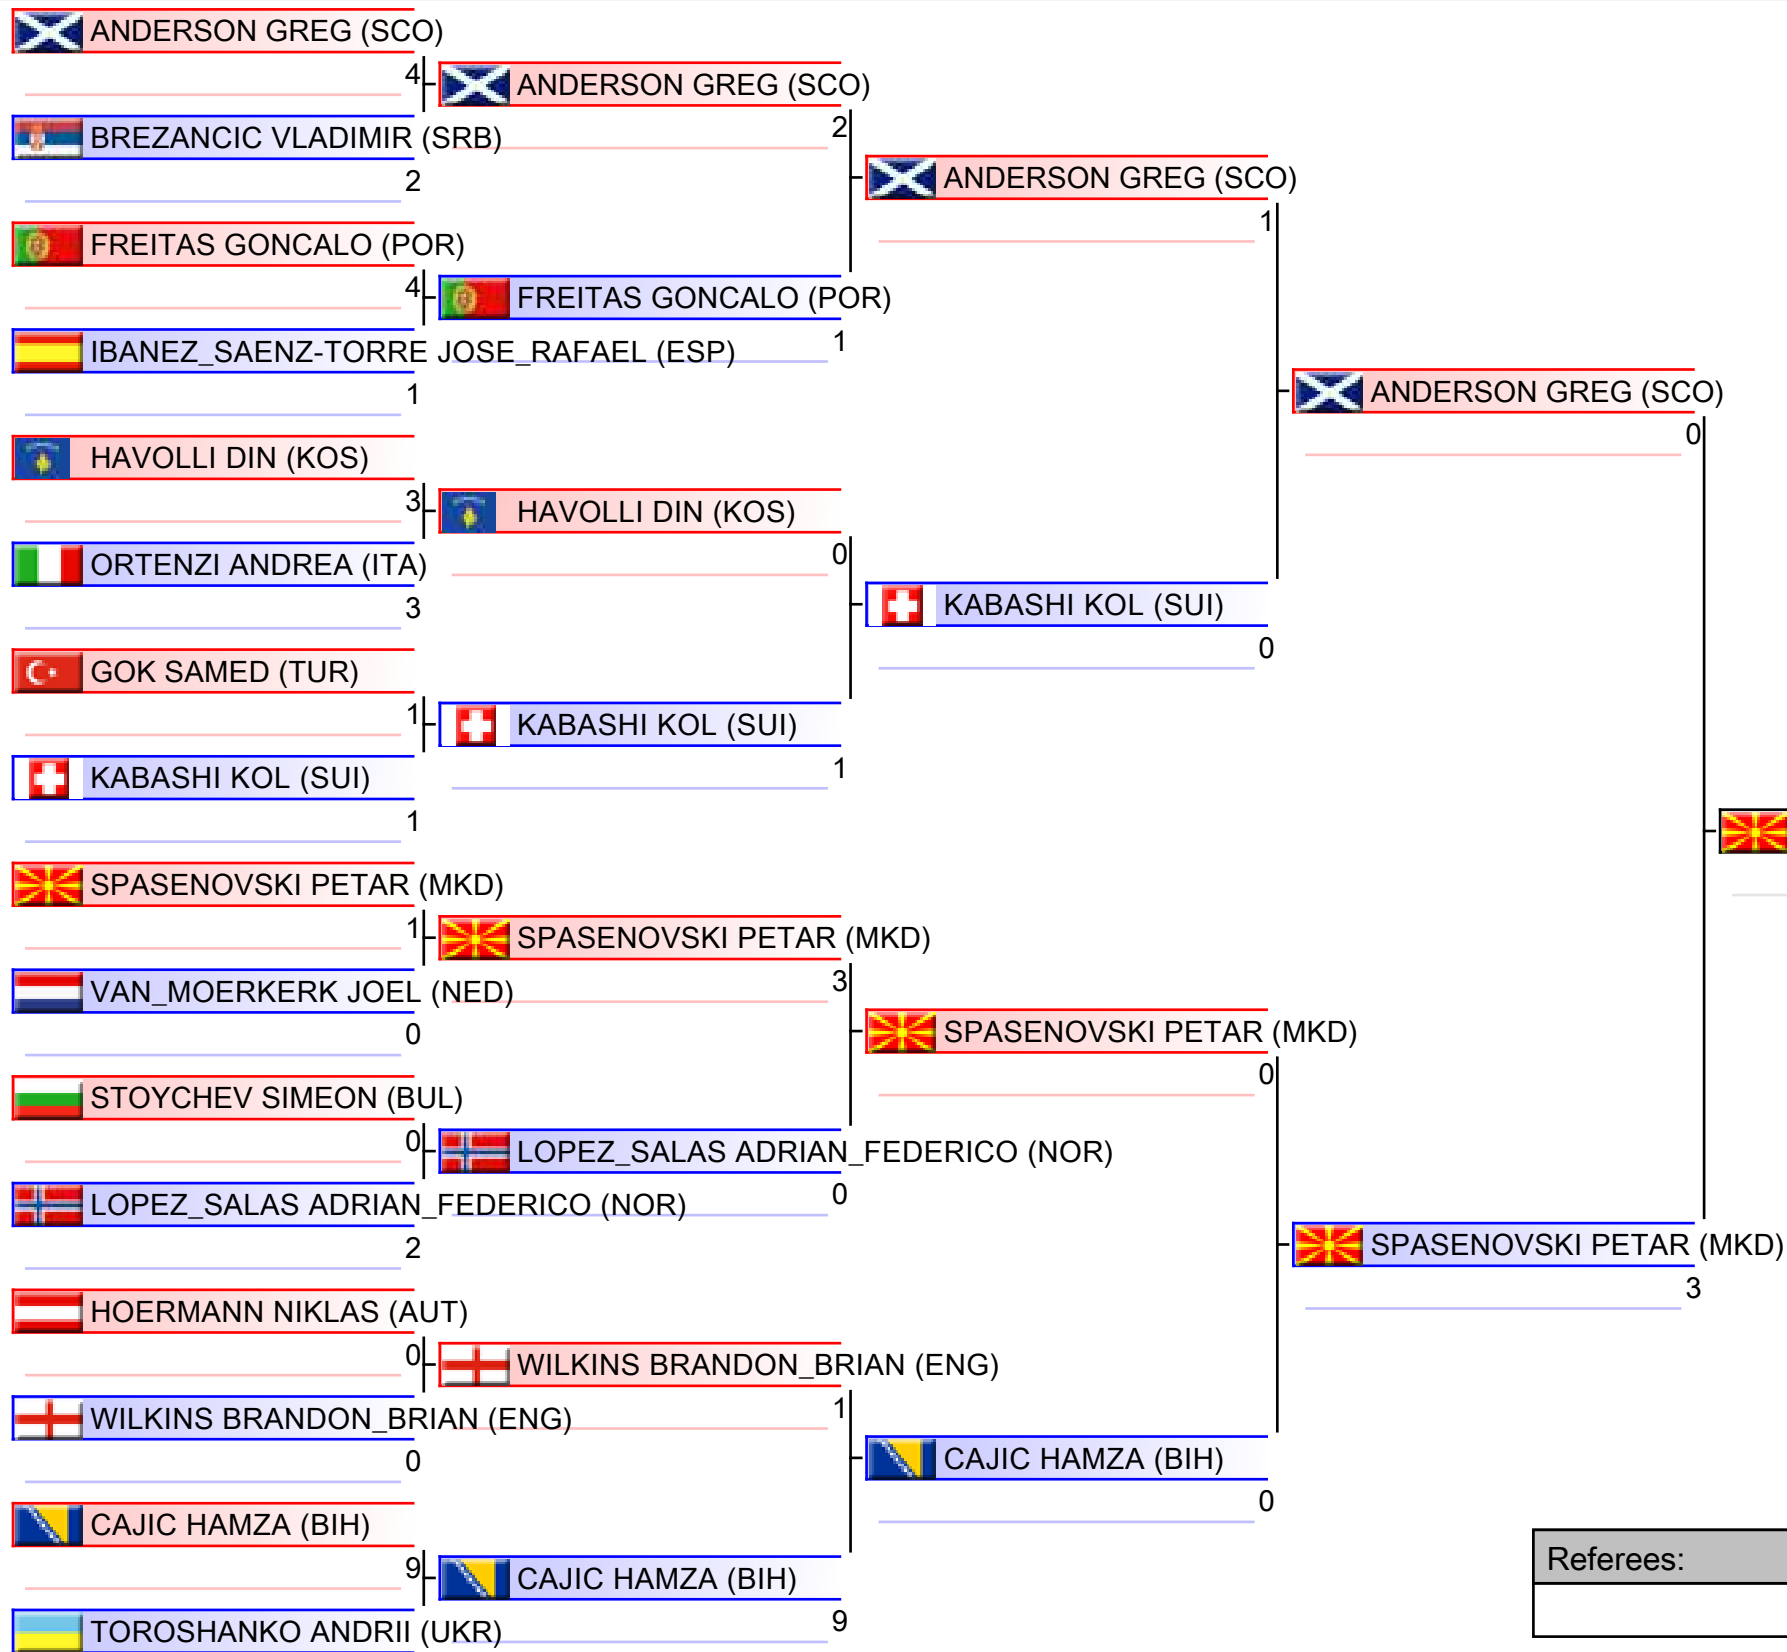 ANDERSON GREG (SCO)
4
BREZANCIC VLADIMIR (SRB)
2
FREITAS GONCALO (POR)
4
IBANEZ_SAENZ-TORRE JOSE_RAFAEL (ESP)
1
HAVOLLI DIN (KOS)
3
ORTENZI ANDREA (ITA)
3
GOK SAMED (TUR)
1
KABASHI KOL (SUI)
1
SPASENOVSKI PETAR (MKD)
1
VAN_MOERKERK JOEL (NED)
0
STOYCHEV SIMEON (BUL)
0
LOPEZ_SALAS ADRIAN_FEDERICO (NOR)
2
HOERMANN NIKLAS (AUT)
0
WILKINS BRANDON_BRIAN (ENG)
0
CAJIC HAMZA (BIH)
9
TOROSHANKO ANDRII (UKR)
ANDERSON GREG (SCO)
2
FREITAS GONCALO (POR)
1
HAVOLLI DIN (KOS)
0
KABASHI KOL (SUI)
1
SPASENOVSKI PETAR (MKD)
3
LOPEZ_SALAS ADRIAN_FEDERICO (NOR)
0
WILKINS BRANDON_BRIAN (ENG)
1
CAJIC HAMZA (BIH)
9
ANDERSON GREG (SCO)
1
KABASHI KOL (SUI)
0
SPASENOVSKI PETAR (MKD)
0
CAJIC HAMZA (BIH)
0
ANDERSON GREG (SCO)
0
SPASENOVSKI PETAR (MKD)
3
Referees: